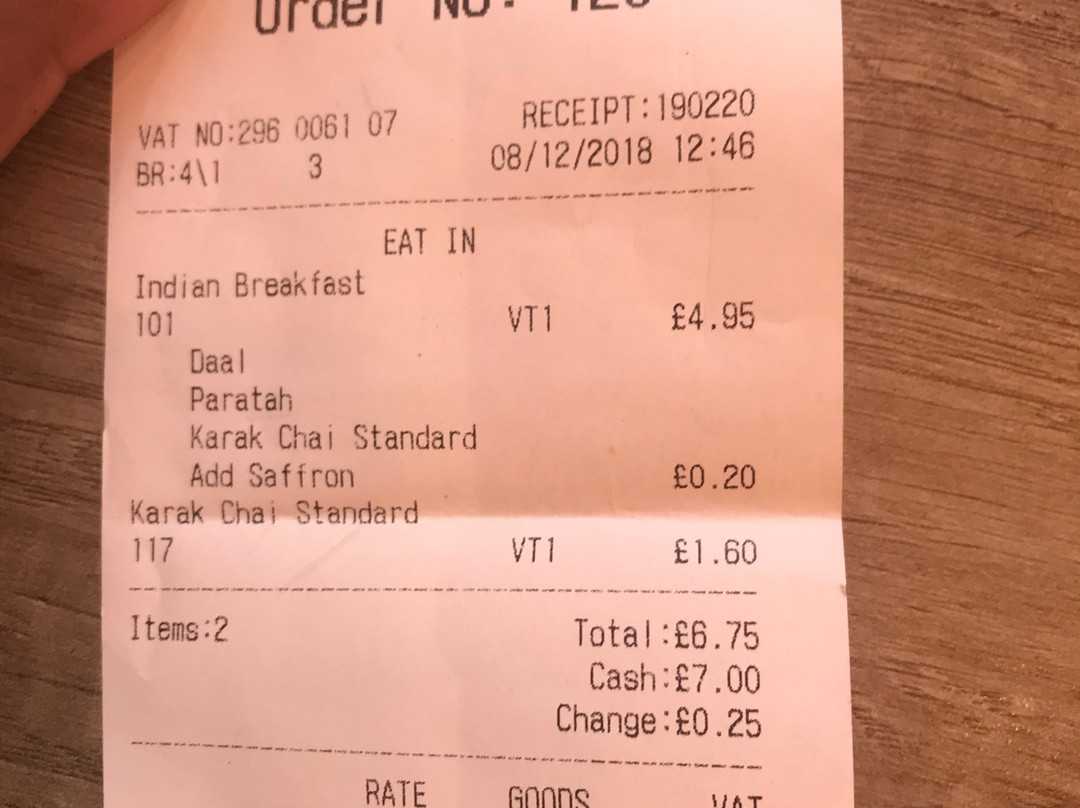 Order No:
VAT NO:296 0061 07 RECEIPT:190220
BR:4\1 3 08/12/2018 12:46
EAT IN
Indian Breakfast
101 VT1 £4.95
Daal
Paratah
Karak Chai Standard
Add Saffron £0.20
Karak Chai Standard
117 VT1 £1.60
Items:2 Total:£6.75
Cash:£7.00
Change:£0.25
RATE GOODS VAT